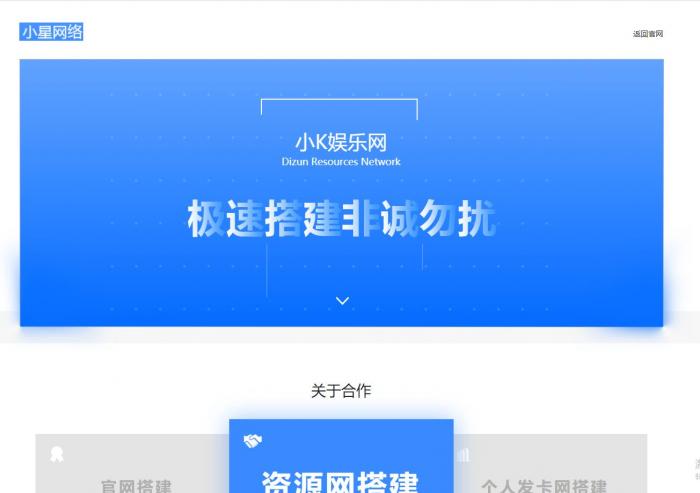 小星网络
返回官网
小K娱乐网
Dizun Resources Network
极速搭建非诚勿扰
关于合作
官网搭建
资源网搭建
个人发卡网搭建